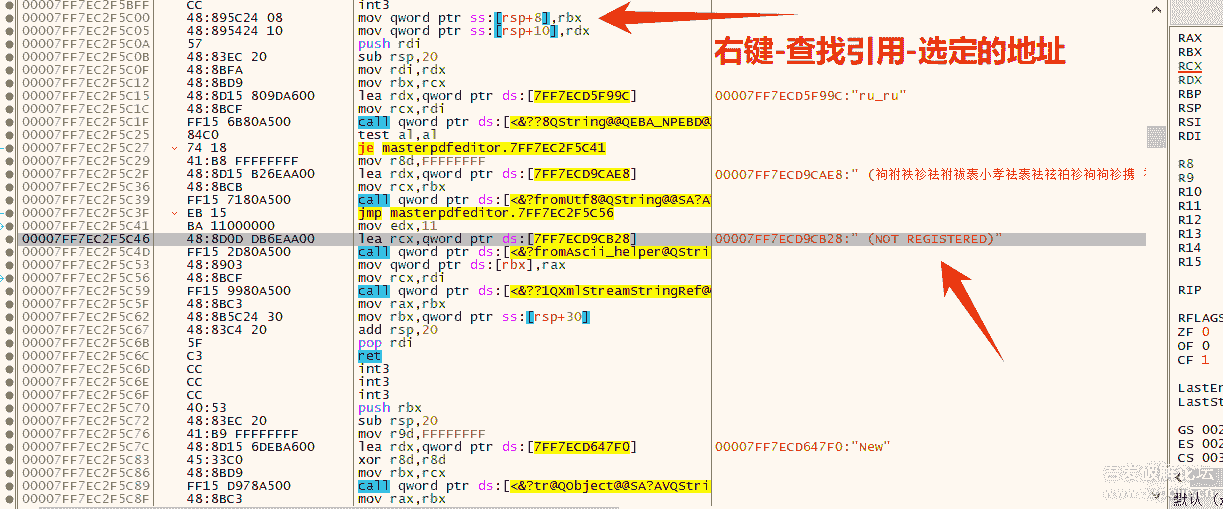 00007FF7EC2F5BFF CC int3
00007FF7EC2F5C00 48:895C24 08 mov qword ptr ss:[rsp+8],rbx
00007FF7EC2F5C05 48:895424 10 mov qword ptr ss:[rsp+10],rdx
00007FF7EC2F5C0A 57 push rdi
00007FF7EC2F5C0B 48:83EC 20 sub rsp,20
00007FF7EC2F5C0F 48:8BFA mov rdi,rdx
00007FF7EC2F5C12 48:8BD9 mov rbx,rcx
00007FF7EC2F5C15 48:8D15 809DA600 lea rdx,qword ptr ds:[7FF7ECD5F99C] 00007FF7ECD5F99C:"ru_ru"
00007FF7EC2F5C1C 48:8BCF mov rcx,rdi
00007FF7EC2F5C1F FF15 6B80A500 call qword ptr ds:[<&??8QString@@QEBA_NPEBD@
00007FF7EC2F5C25 84C0 test al,al
00007FF7EC2F5C27 74 18 je masterpdfeditor.7FF7EC2F5C41
00007FF7EC2F5C29 41:B8 FFFFFFFF mov r8d,FFFFFFFF
00007FF7EC2F5C2F 48:8D15 B26EAA00 lea rdx,qword ptr ds:[7FF7ECD9CAE8] 00007FF7ECD9CAE8:"
00007FF7EC2F5C36 48:8BCB mov rcx,rbx
00007FF7EC2F5C39 FF15 7180A500 call qword ptr ds:[<&?fromUtf8@QString@@SA?AV
00007FF7EC2F5C3F EB 15 jmp masterpdfeditor.7FF7EC2F5C56
00007FF7EC2F5C41 BA 11000000 mov edx,11
00007FF7EC2F5C46 48:8D0D DB6EAA00 lea rcx,qword ptr ds:[7FF7ECD9CB28] 00007FF7ECD9CB28:" (NOT REGISTERED)"
00007FF7EC2F5C4D FF15 2D80A500 call qword ptr ds:[<&?fromAscii_helper@QStri
00007FF7EC2F5C53 48:8903 mov qword ptr ds:[rbx],rax
00007FF7EC2F5C56 48:8BCF mov rcx,rdi
00007FF7EC2F5C59 FF15 9980A500 call qword ptr ds:[<&??1QXmlStreamStringRef@
00007FF7EC2F5C5F 48:8BC3 mov rax,rbx
00007FF7EC2F5C62 48:8B5C24 30 mov rbx,qword ptr ss:[rsp+30]
00007FF7EC2F5C67 48:83C4 20 add rsp,20
00007FF7EC2F5C6B 5F pop rdi
00007FF7EC2F5C6C C3 ret
00007FF7EC2F5C6D CC int3
00007FF7EC2F5C6E CC int3
00007FF7EC2F5C6F CC int3
00007FF7EC2F5C70 40:53 push rbx
00007FF7EC2F5C72 48:83EC 20 sub rsp,20
00007FF7EC2F5C76 41:B9 FFFFFFFF mov r9d,FFFFFFFF
00007FF7EC2F5C7C 48:8D15 6DEBA600 lea rdx,qword ptr ds:[7FF7ECD647F0] 00007FF7ECD647F0:"New"
00007FF7EC2F5C83 45:33C0 xor r8d,r8d
00007FF7EC2F5C86 48:8BD9 mov rbx,rcx
00007FF7EC2F5C89 FF15 D978A500 call qword ptr ds:[<&?tr@QObject@@SA?AVQStri
00007FF7EC2F5C8F 48:8BC3 mov rax,rbx
右键-查找引用-选定的地址
RAX
RBX
RCX
RDX
RBP
RSP
RSI
RDI
R8
R9
R10
R11
R12
R13
R14
R15
RIP
RFLAGS
ZF 0
OF 0
CF 1
LastEr
LastSt
GS 002
ES 002
CS 003
默认 (x